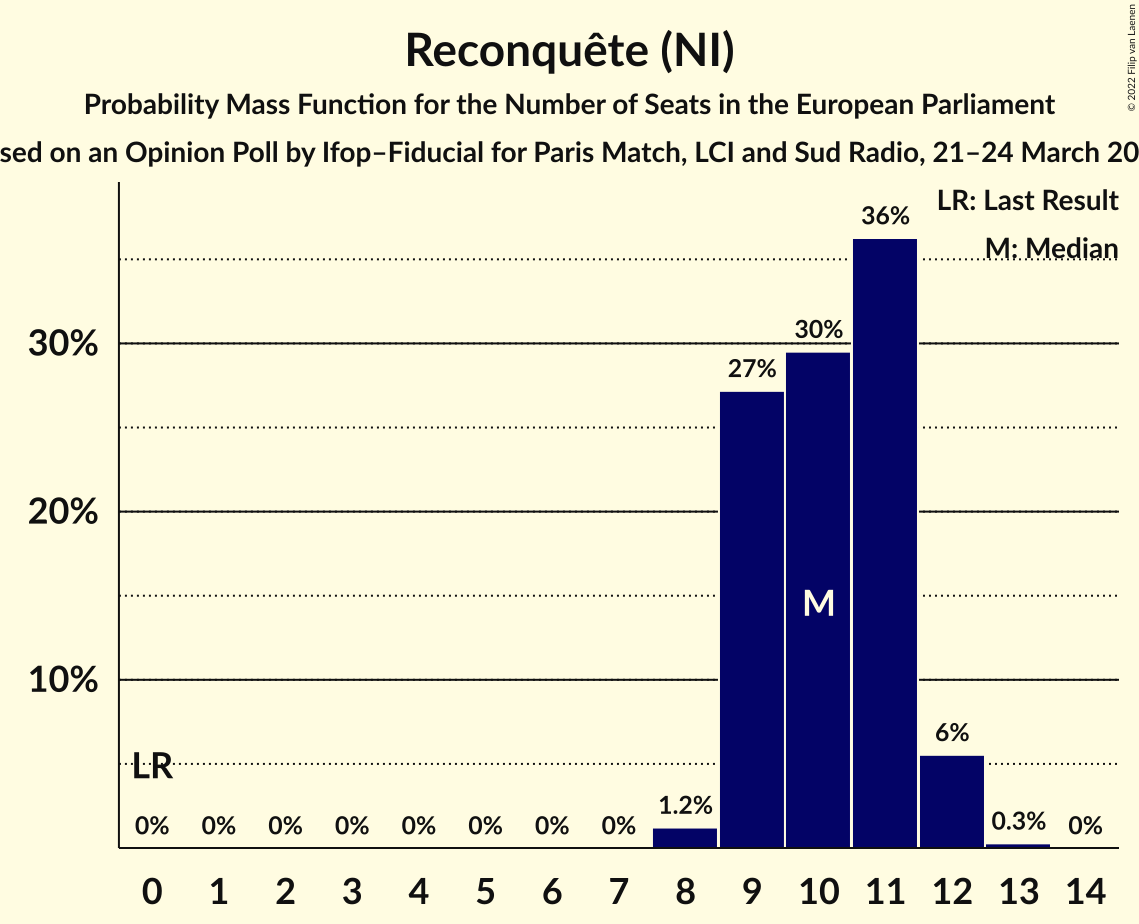 Reconquête (NI)
Probability Mass Function for the Number of Seats in the European Parliament
sed on an Opinion Poll by Ifop–Fiducial for Paris Match, LCI and Sud Radio, 21–24 March 20
© 2022 Filip van Laenen
LR: Last Result
M: Median
36%
30%
30%
27%
20%
M
10%
LR
6%
1.2%
0.3%
0% 0% 0% 0% 0% 0% 0% 0% 0%
0 1 2 3 4 5 6 7 8 9 10 11 12 13 14